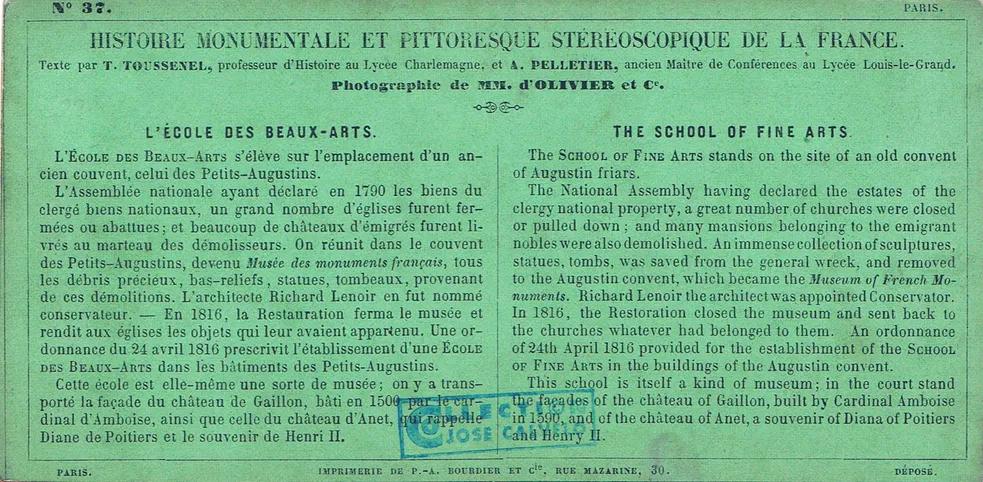 Nº 37.
PARIS.
HISTOIRE MONUMENTALE ET PITTORESQUE STÉRÉOSCOPIQUE DE LA FRANCE.
Texte par T. TOUSSENEL, professeur d'Histoire au Lycée Charlemagne, et A. PELLETIER, ancien Maître de Conférences au Lycée Louis-le-Grand.
Photographie de MM. d'OLIVIER et Cᵉ.
L'ÉCOLE DES BEAUX-ARTS.
L'ÉCOLE DES BEAUX-ARTS s'élève sur l'emplacement d'un an-
cien couvent, celui des Petits-Augustins.
L'Assemblée nationale ayant déclaré en 1790 les biens du
clergé biens nationaux, un grand nombre d'églises furent fer-
mées ou abattues; et beaucoup de châteaux d'émigrés furent li-
vrés au marteau des démolisseurs. On réunit dans le couvent
des Petits-Augustins, devenu Musée des monuments français, tous
les débris précieux, bas-reliefs, statues, tombeaux, provenant
de ces démolitions. L'architecte Richard Lenoir en fut nommé
conservateur. — En 1816, la Restauration ferma le musée et
rendit aux églises les objets qui leur avaient appartenu. Une or-
donnance du 24 avril 1816 prescrivit l'établissement d'une ÉCOLE
DES BEAUX-ARTS dans les bâtiments des Petits-Augustins.
Cette école est elle-même une sorte de musée; on y a trans-
porté la façade du château de Gaillon, bâti en 1500 par le car-
dinal d'Amboise, ainsi que celle du château d'Anet, qui rappelle
Diane de Poitiers et le souvenir de Henri II.
THE SCHOOL OF FINE ARTS.
The SCHOOL OF FINE ARTS stands on the site of an old convent
of Augustin friars.
The National Assembly having declared the estates of the
clergy national property, a great number of churches were closed
or pulled down; and many mansions belonging to the emigrant
nobles were also demolished. An immense collection of sculptures,
statues, tombs, was saved from the general wreck, and removed
to the Augustin convent, which became the Museum of French Mo-
numents. Richard Lenoir the architect was appointed Conservator.
In 1816, the Restoration closed the museum and sent back to
the churches whatever had belonged to them. An ordonnance
of 24th April 1816 provided for the establishment of the SCHOOL
OF FINE ARTS in the buildings of the Augustin convent.
This school is itself a kind of museum; in the court stand
the façades of the château of Gaillon, built by Cardinal Amboise
in 1590, and of the château of Anet, a souvenir of Diana of Poitiers
and Henry II.
COLLECTION
JOSE CALVELO
PARIS.
IMPRIMERIE DE P.-A. BOURDIER ET Cie, RUE MAZARINE, 30.
DÉPOSÉ.